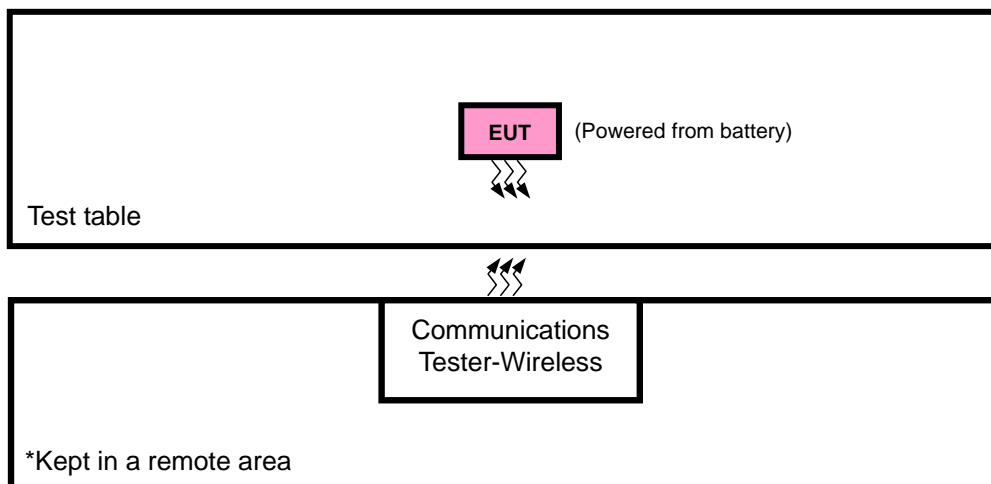 EUT
(Powered from battery)
Test table
Communications
Tester-Wireless
*Kept in a remote area